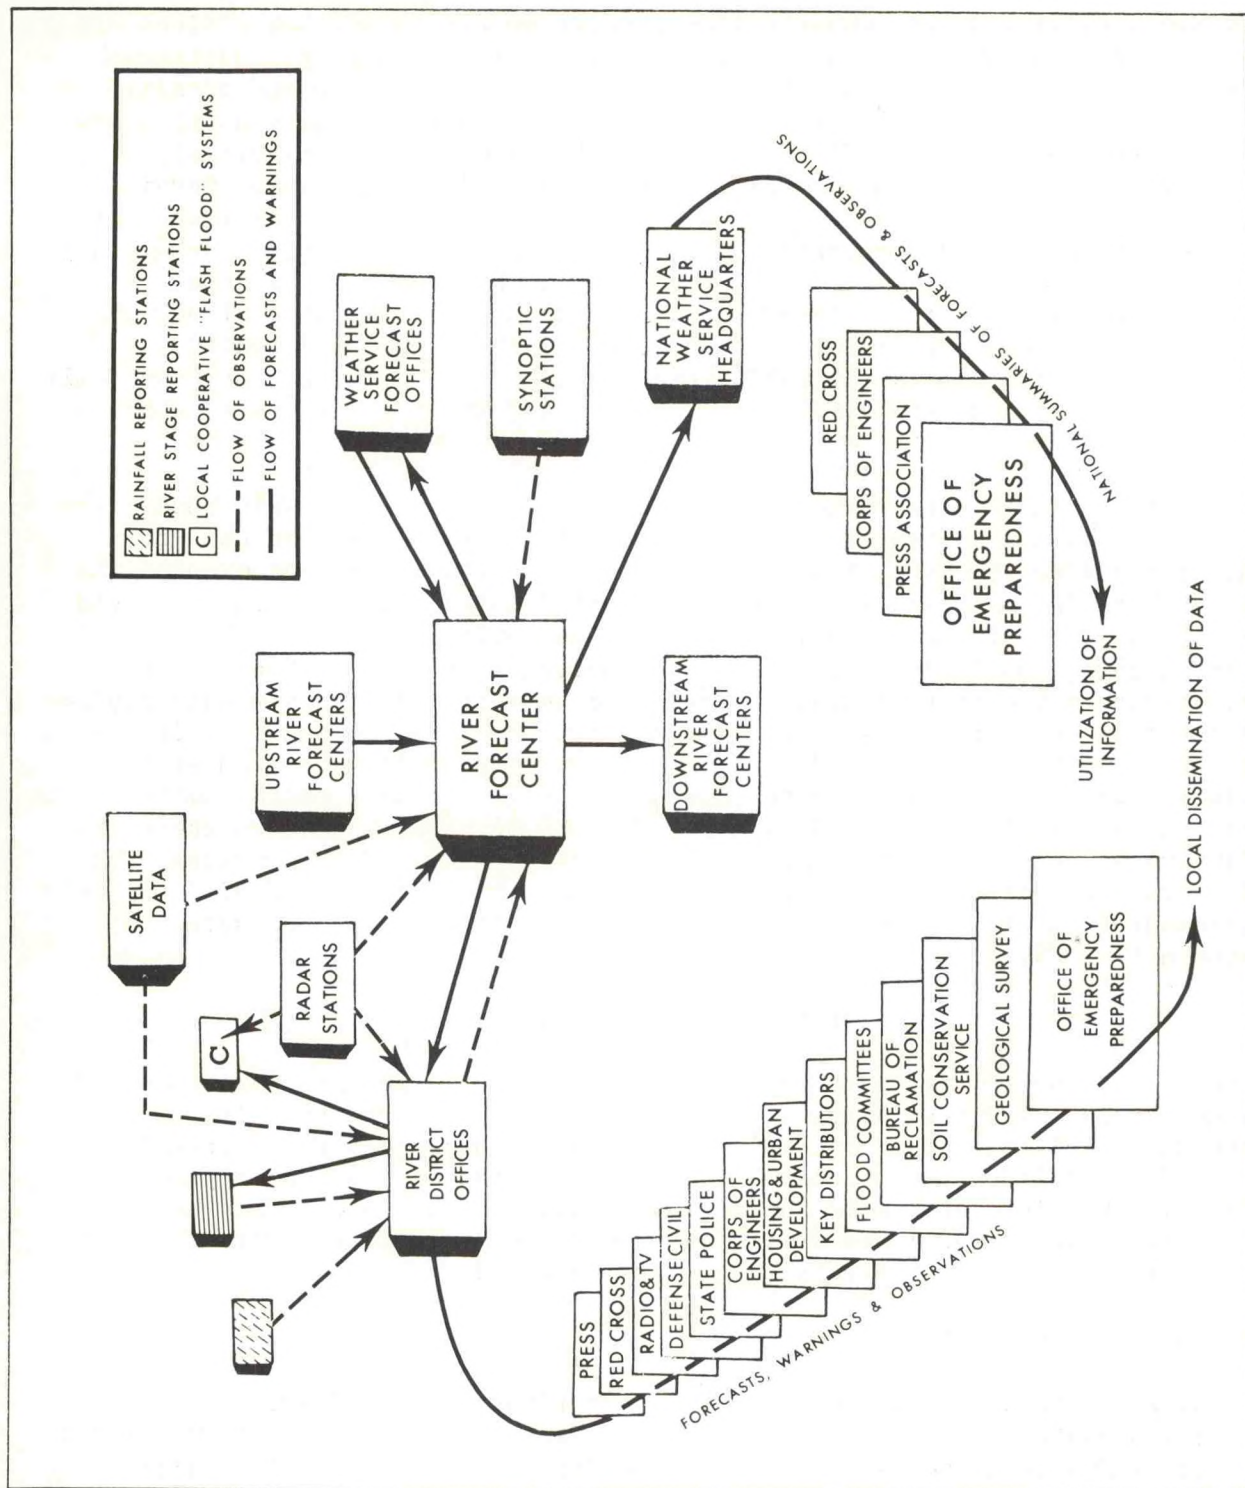 RAINFALL REPORTING STATIONS
RIVER STAGE REPORTING STATIONS
C LOCAL COOPERATIVE "FLASH FLOOD" SYSTEMS
FLOW OF OBSERVATIONS
FLOW OF FORECASTS AND WARNINGS
C
SATELLITE
DATA
RADAR
STATIONS
RIVER
DISTRICT
OFFICES
UPSTREAM
RIVER
FORECAST
CENTERS
RIVER
FORECAST
CENTER
DOWNSTREAM
RIVER
FORECAST
CENTERS
WEATHER
SERVICE
FORECAST
OFFICES
SYNOPTIC
STATIONS
NATIONAL
WEATHER
SERVICE
HEADQUARTERS
NATIONAL SUMMARIES OF FORECASTS & OBSERVATIONS
RED CROSS
CORPS OF ENGINEERS
PRESS ASSOCIATION
OFFICE OF
EMERGENCY
PREPAREDNESS
UTILIZATION OF
INFORMATION
PRESS
RED CROSS
RADIO&TV
DEFENSECIVIL
STATE POLICE
CORPS OF
ENGINEERS
HOUSING&URBAN
DEVELOPMENT
KEY DISTRIBUTORS
FLOOD COMMITTEES
BUREAU OF
RECLAMATION
SOIL CONSERVATION
SERVICE
GEOLOGICAL SURVEY
OFFICE OF
EMERGENCY
PREPAREDNESS
FORECASTS, WARNINGS & OBSERVATIONS
LOCAL DISSEMINATION OF DATA